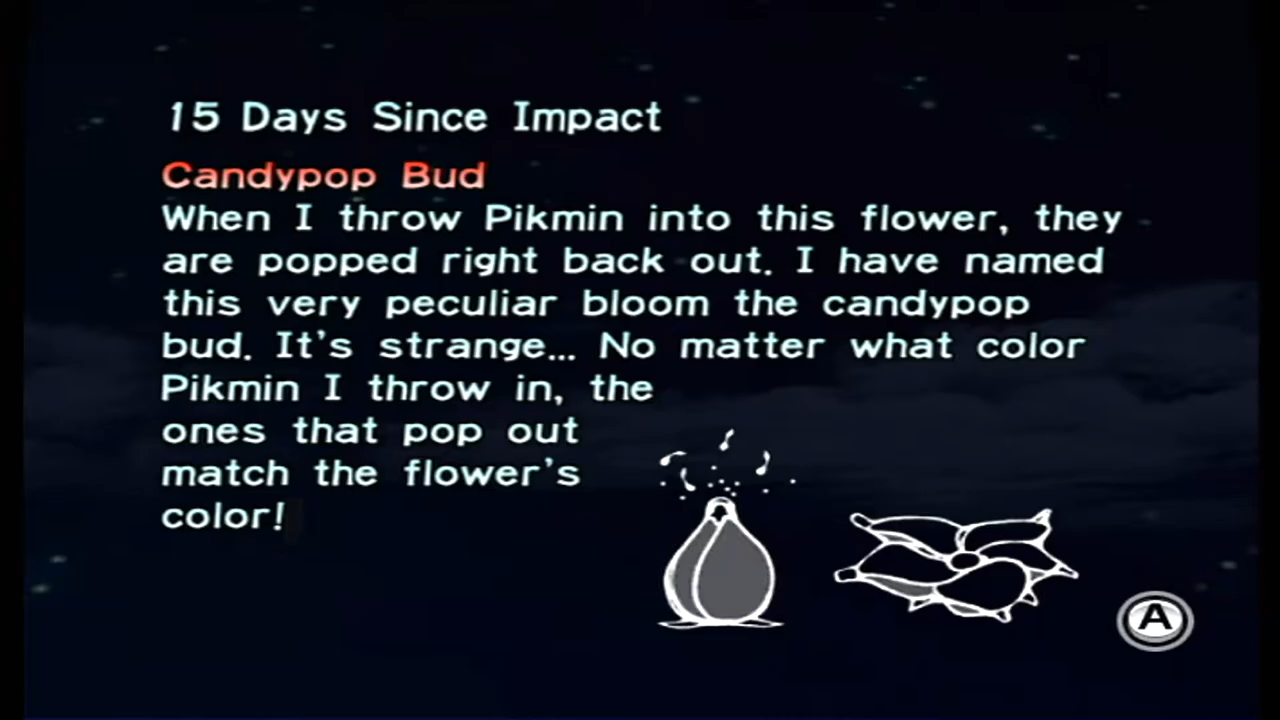 15 Days Since Impact
Candypop Bud
When I throw Pikmin into this flower, they
are popped right back out. I have named
this very peculiar bloom the candypop
bud. It's strange... No matter what color
Pikmin I throw in, the
ones that pop out
match the flower's
color!
A